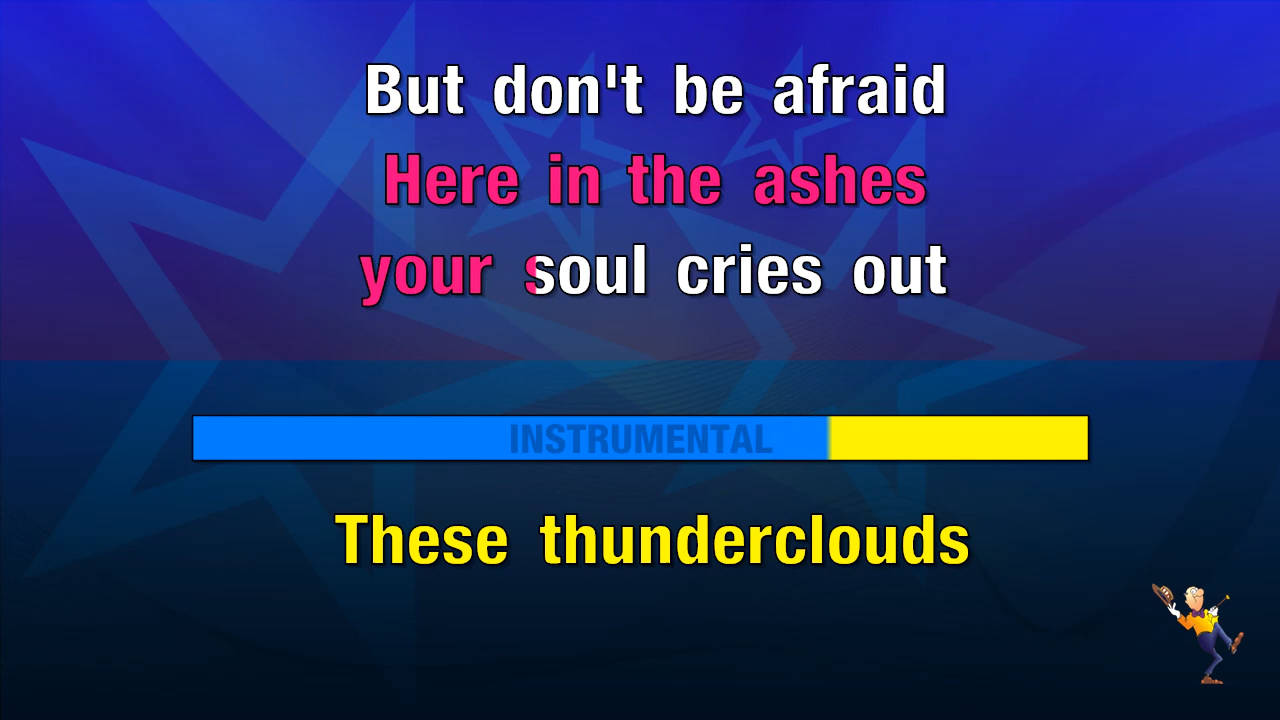 But don't be afraid
Here in the ashes
your soul cries out
INSTRUMENTAL
These thunderclouds